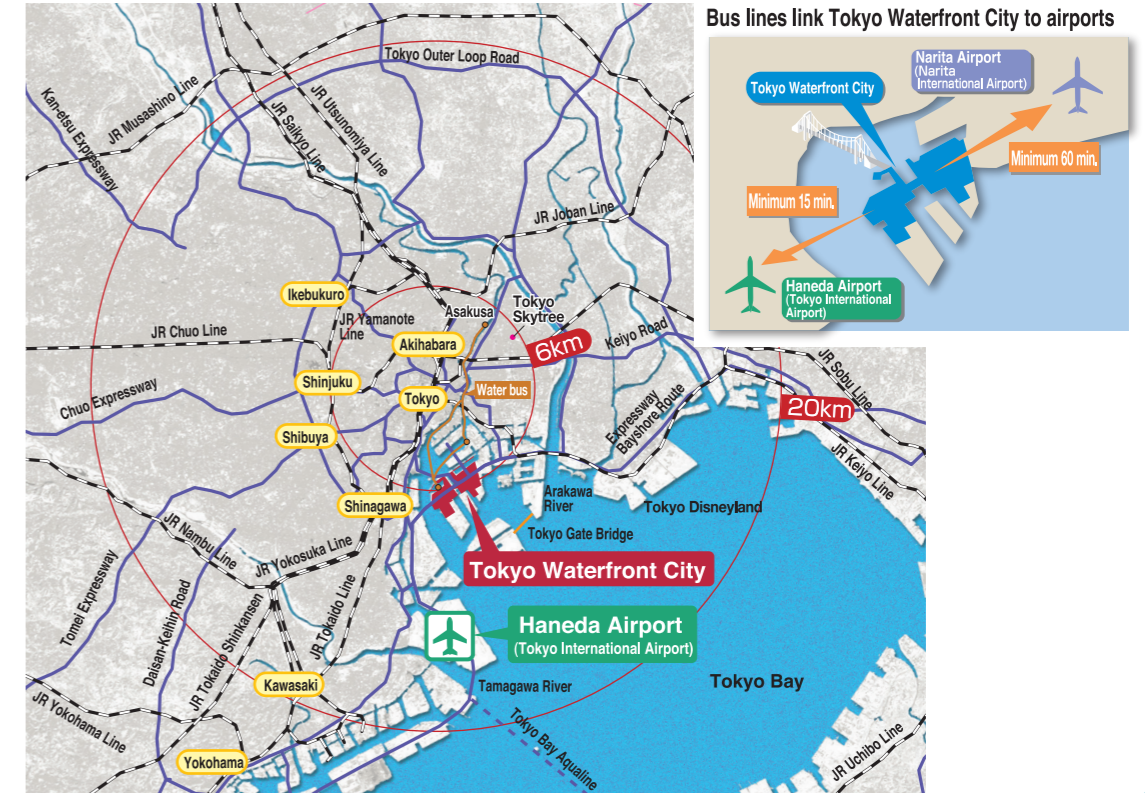 Bus lines link Tokyo Waterfront City to airports
Narita Airport
(Narita
International Airport)
Tokyo Waterfront City
Minimum 60 min.
Minimum 15 min.
Haneda Airport
(Tokyo International
Airport)
Tokyo Outer Loop Road
JR Musashino Line
Kan-etsu Expressway
JR Saikyo Line
JR Utsunomiya Line
JR Joban Line
Ikebukuro
JR Yamanote
Line
Asakusa
Tokyo
Skytree
JR Chuo Line
Akihabara
6km
Keiyo Road
JR Sobu Line
Shinjuku
Chuo Expressway
Tokyo
Water bus
20km
Expressway
Bayshore Route
Shibuya
JR Keiyo Line
Shinagawa
Arakawa
River
Tokyo Disneyland
JR Nambu Line
JR Yokosuka Line
Tokyo Gate Bridge
Tokyo Waterfront City
Tomei Expressway
Daisan-Keihin Road
JR Tokaido Shinkansen
JR Tokaido Line
Haneda Airport
(Tokyo International Airport)
Kawasaki
Tamagawa River
Tokyo Bay
JR Yokohama Line
Tokyo Bay Aqualine
Yokohama
JR Uchibo Line